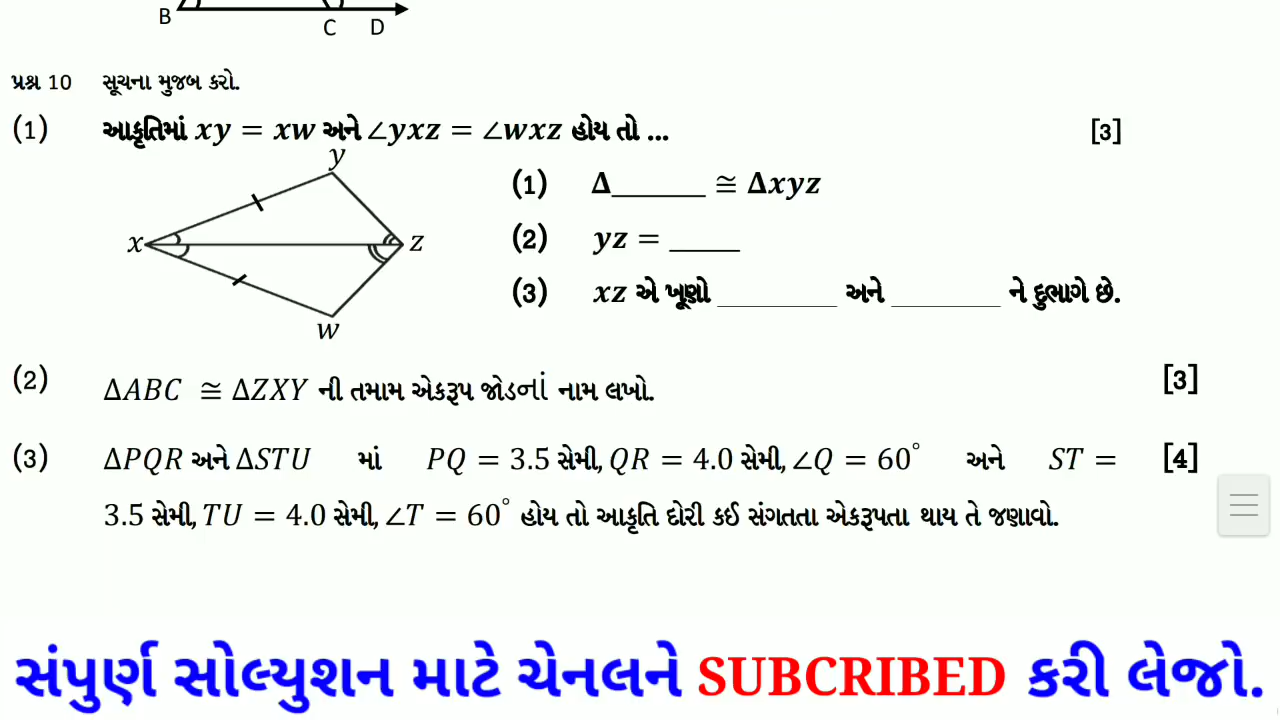 B
C D
પ્રશ્ન 10 સૂચના મુજબ કરો.
(1) આકૃતિમાં xy = xw અને ∠yxz = ∠wxz હોય તો ... [3]
y
(1) Δ______ ≅ Δxyz
x z
(2) yz = _____
(3) xz એ ખૂણો ________ અને ________ ને દુભાગે છે.
w
(2) ΔABC ≅ ΔZXY ની તમામ એકરૂપ જોડનાં નામ લખો. [3]
(3) ΔPQR અને ΔSTU માં PQ = 3.5 સેમી, QR = 4.0 સેમી, ∠Q = 60° અને ST = [4]
3.5 સેમી, TU = 4.0 સેમી, ∠T = 60° હોય તો આકૃતિ દોરી કઈ સંગતતા એકરૂપતા થાય તે જણાવો.
સંપુર્ણ સોલ્યુશન માટે ચેનલને SUBCRIBED કરી લેજો.